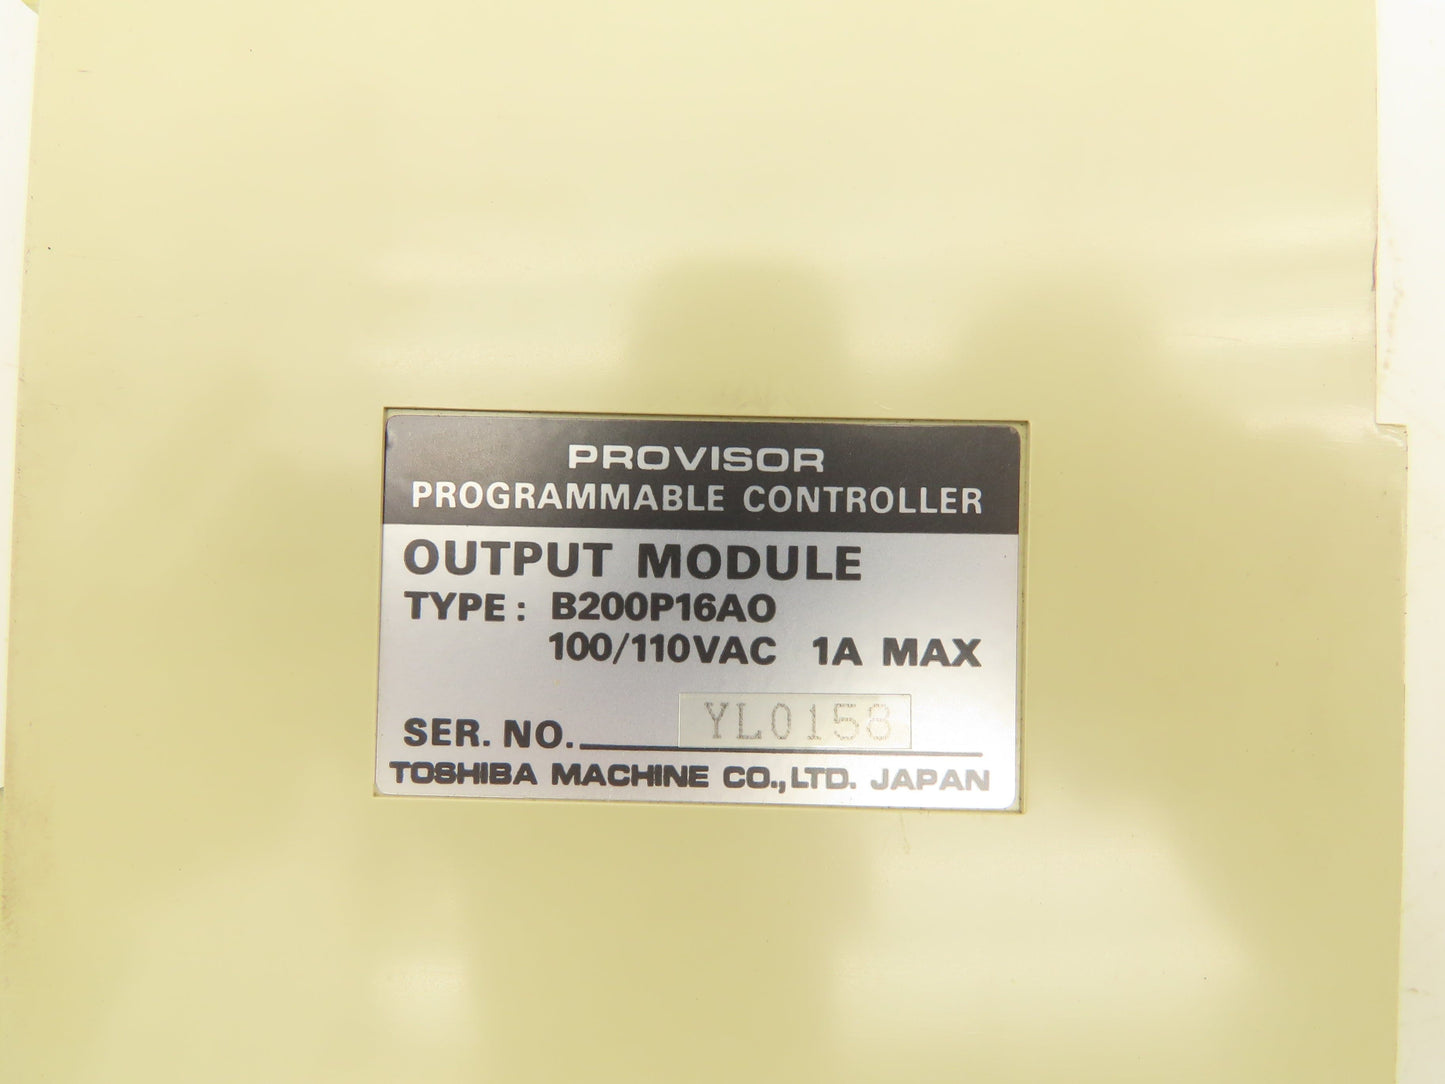 PROVISOR
PROGRAMMABLE CONTROLLER
OUTPUT MODULE
TYPE: B200P16AO
100/110VAC 1A MAX
SER. NO. YL0158
TOSHIBA MACHINE CO.,LTD. JAPAN